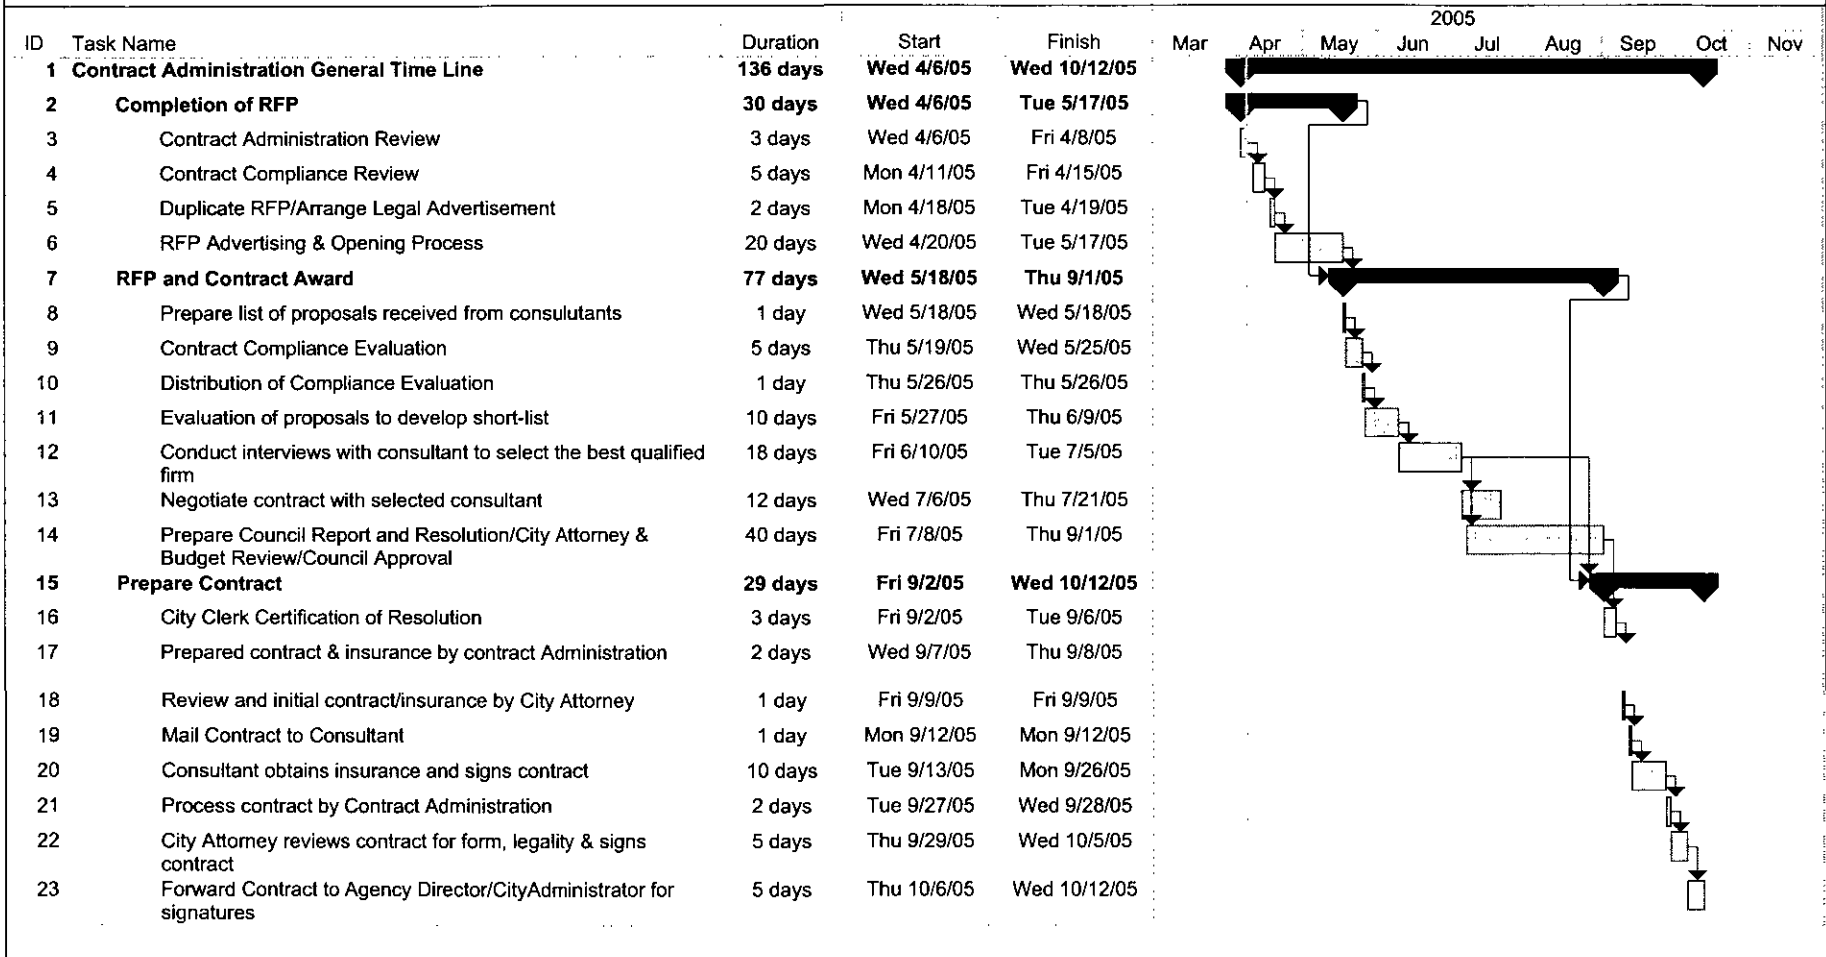 2005
ID Task Name Duration Start Finish Mar Apr May Jun Jul Aug Sep Oct Nov
1 Contract Administration General Time Line 136 days Wed 4/6/05 Wed 10/12/05
2 Completion of RFP 30 days Wed 4/6/05 Tue 5/17/05
3 Contract Administration Review 3 days Wed 4/6/05 Fri 4/8/05
4 Contract Compliance Review 5 days Mon 4/11/05 Fri 4/15/05
5 Duplicate RFP/Arrange Legal Advertisement 2 days Mon 4/18/05 Tue 4/19/05
6 RFP Advertising & Opening Process 20 days Wed 4/20/05 Tue 5/17/05
7 RFP and Contract Award 77 days Wed 5/18/05 Thu 9/1/05
8 Prepare list of proposals received from consulutants 1 day Wed 5/18/05 Wed 5/18/05
9 Contract Compliance Evaluation 5 days Thu 5/19/05 Wed 5/25/05
10 Distribution of Compliance Evaluation 1 day Thu 5/26/05 Thu 5/26/05
11 Evaluation of proposals to develop short-list 10 days Fri 5/27/05 Thu 6/9/05
12 Conduct interviews with consultant to select the best qualified 18 days Fri 6/10/05 Tue 7/5/05
firm
13 Negotiate contract with selected consultant 12 days Wed 7/6/05 Thu 7/21/05
14 Prepare Council Report and Resolution/City Attorney & 40 days Fri 7/8/05 Thu 9/1/05
Budget Review/Council Approval
15 Prepare Contract 29 days Fri 9/2/05 Wed 10/12/05
16 City Clerk Certification of Resolution 3 days Fri 9/2/05 Tue 9/6/05
17 Prepared contract & insurance by contract Administration 2 days Wed 9/7/05 Thu 9/8/05
18 Review and initial contract/insurance by City Attorney 1 day Fri 9/9/05 Fri 9/9/05
19 Mail Contract to Consultant 1 day Mon 9/12/05 Mon 9/12/05
20 Consultant obtains insurance and signs contract 10 days Tue 9/13/05 Mon 9/26/05
21 Process contract by Contract Administration 2 days Tue 9/27/05 Wed 9/28/05
22 City Attorney reviews contract for form, legality & signs 5 days Thu 9/29/05 Wed 10/5/05
contract
23 Forward Contract to Agency Director/CityAdministrator for 5 days Thu 10/6/05 Wed 10/12/05
signatures